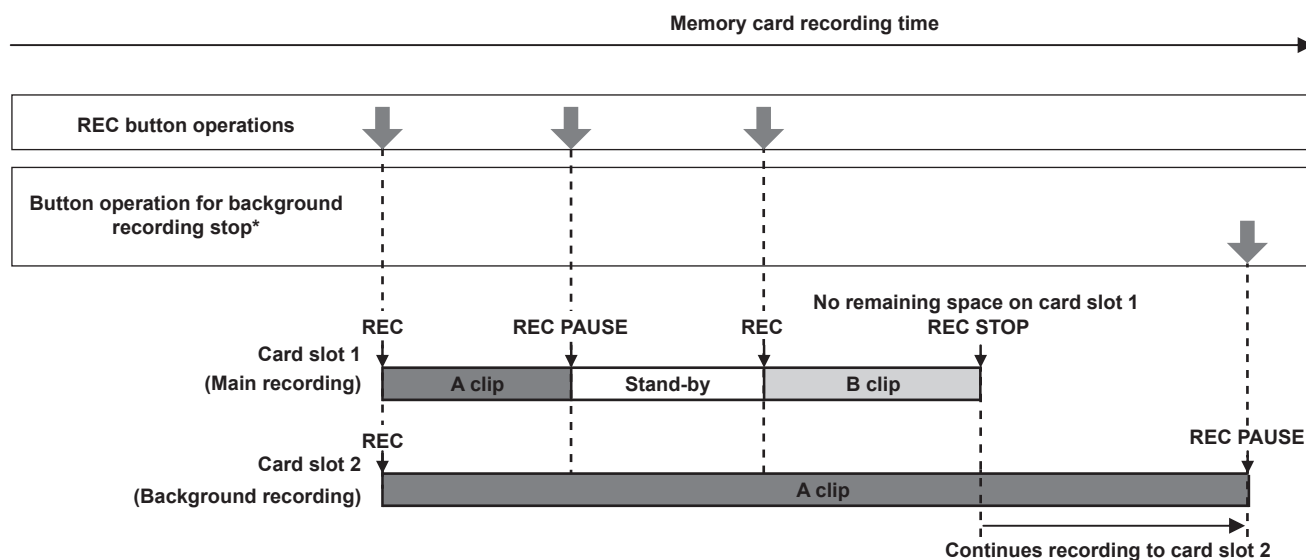 Memory card recording time
REC button operations
Button operation for background
recording stop*
No remaining space on card slot 1
REC
REC PAUSE
REC
REC STOP
Card slot 1
(Main recording)
A clip
Stand-by
B clip
REC
REC PAUSE
Card slot 2
(Background recording)
A clip
Continues recording to card slot 2